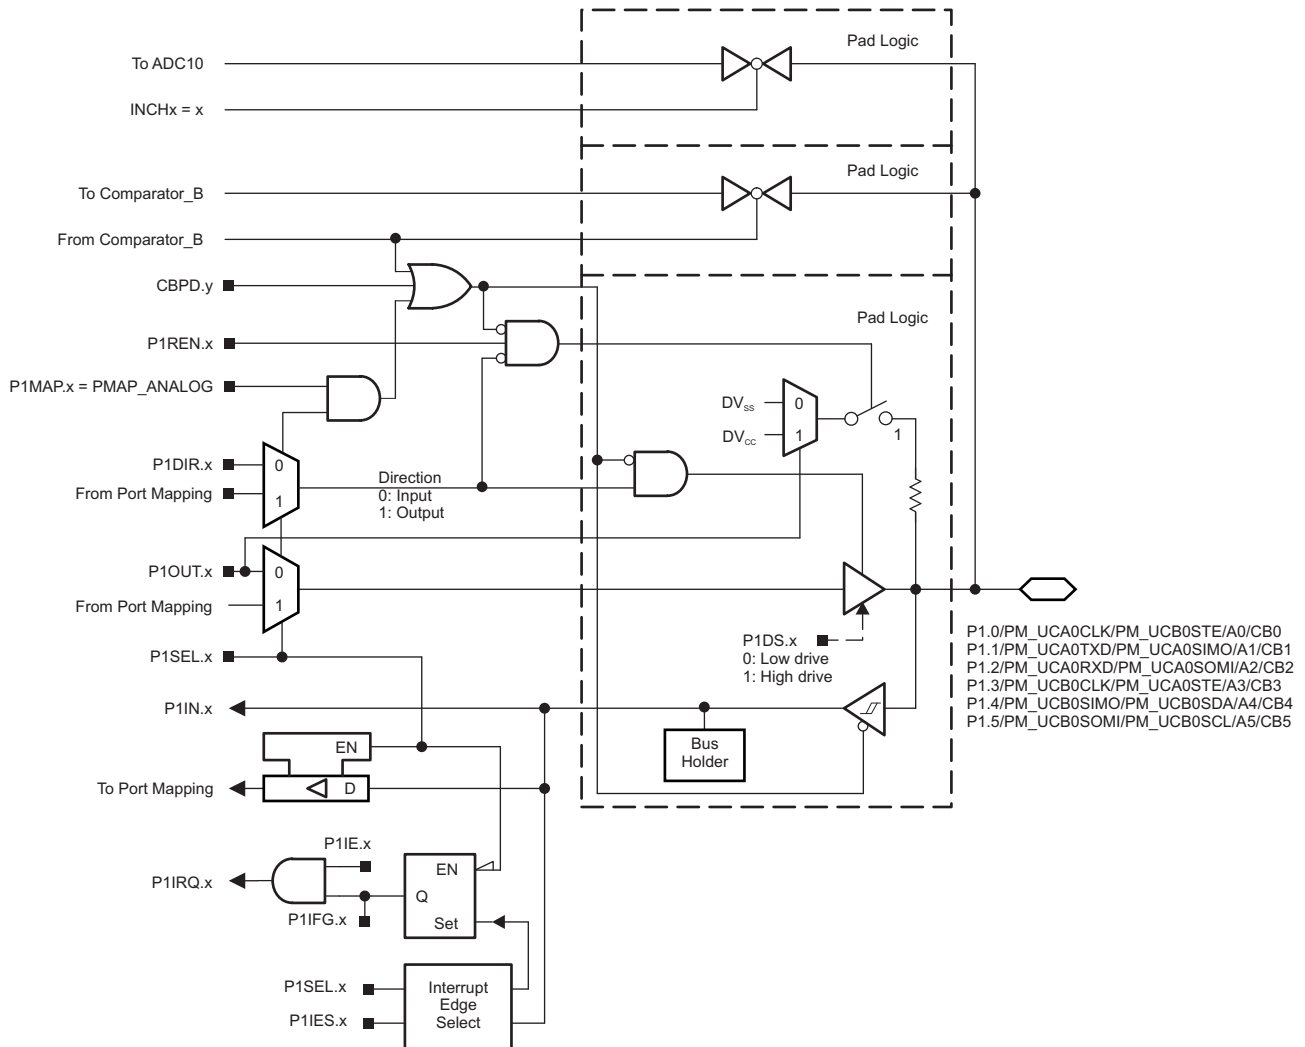 Pad Logic
To ADC10
INCHx = x
Pad Logic
To Comparator_B
From Comparator_B
CBPD.y
Pad Logic
P1REN.x
P1MAP.x = PMAP_ANALOG
DVSS
0
DVCC
1
1
P1DIR.x
0
From Port Mapping
1
Direction
0: Input
1: Output
P1OUT.x
0
From Port Mapping
1
P1DS.x
0: Low drive
1: High drive
P1.0/PM_UCA0CLK/PM_UCB0STE/A0/CB0
P1.1/PM_UCA0TXD/PM_UCA0SIMO/A1/CB1
P1.2/PM_UCA0RXD/PM_UCA0SOMI/A2/CB2
P1.3/PM_UCB0CLK/PM_UCA0STE/A3/CB3
P1.4/PM_UCB0SIMO/PM_UCB0SDA/A4/CB4
P1.5/PM_UCB0SOMI/PM_UCB0SCL/A5/CB5
P1SEL.x
P1IN.x
Bus
Holder
EN
To Port Mapping
D
P1IE.x
EN
P1IRQ.x
Q
P1IFG.x
Set
P1SEL.x
P1IES.x
Interrupt
Edge
Select